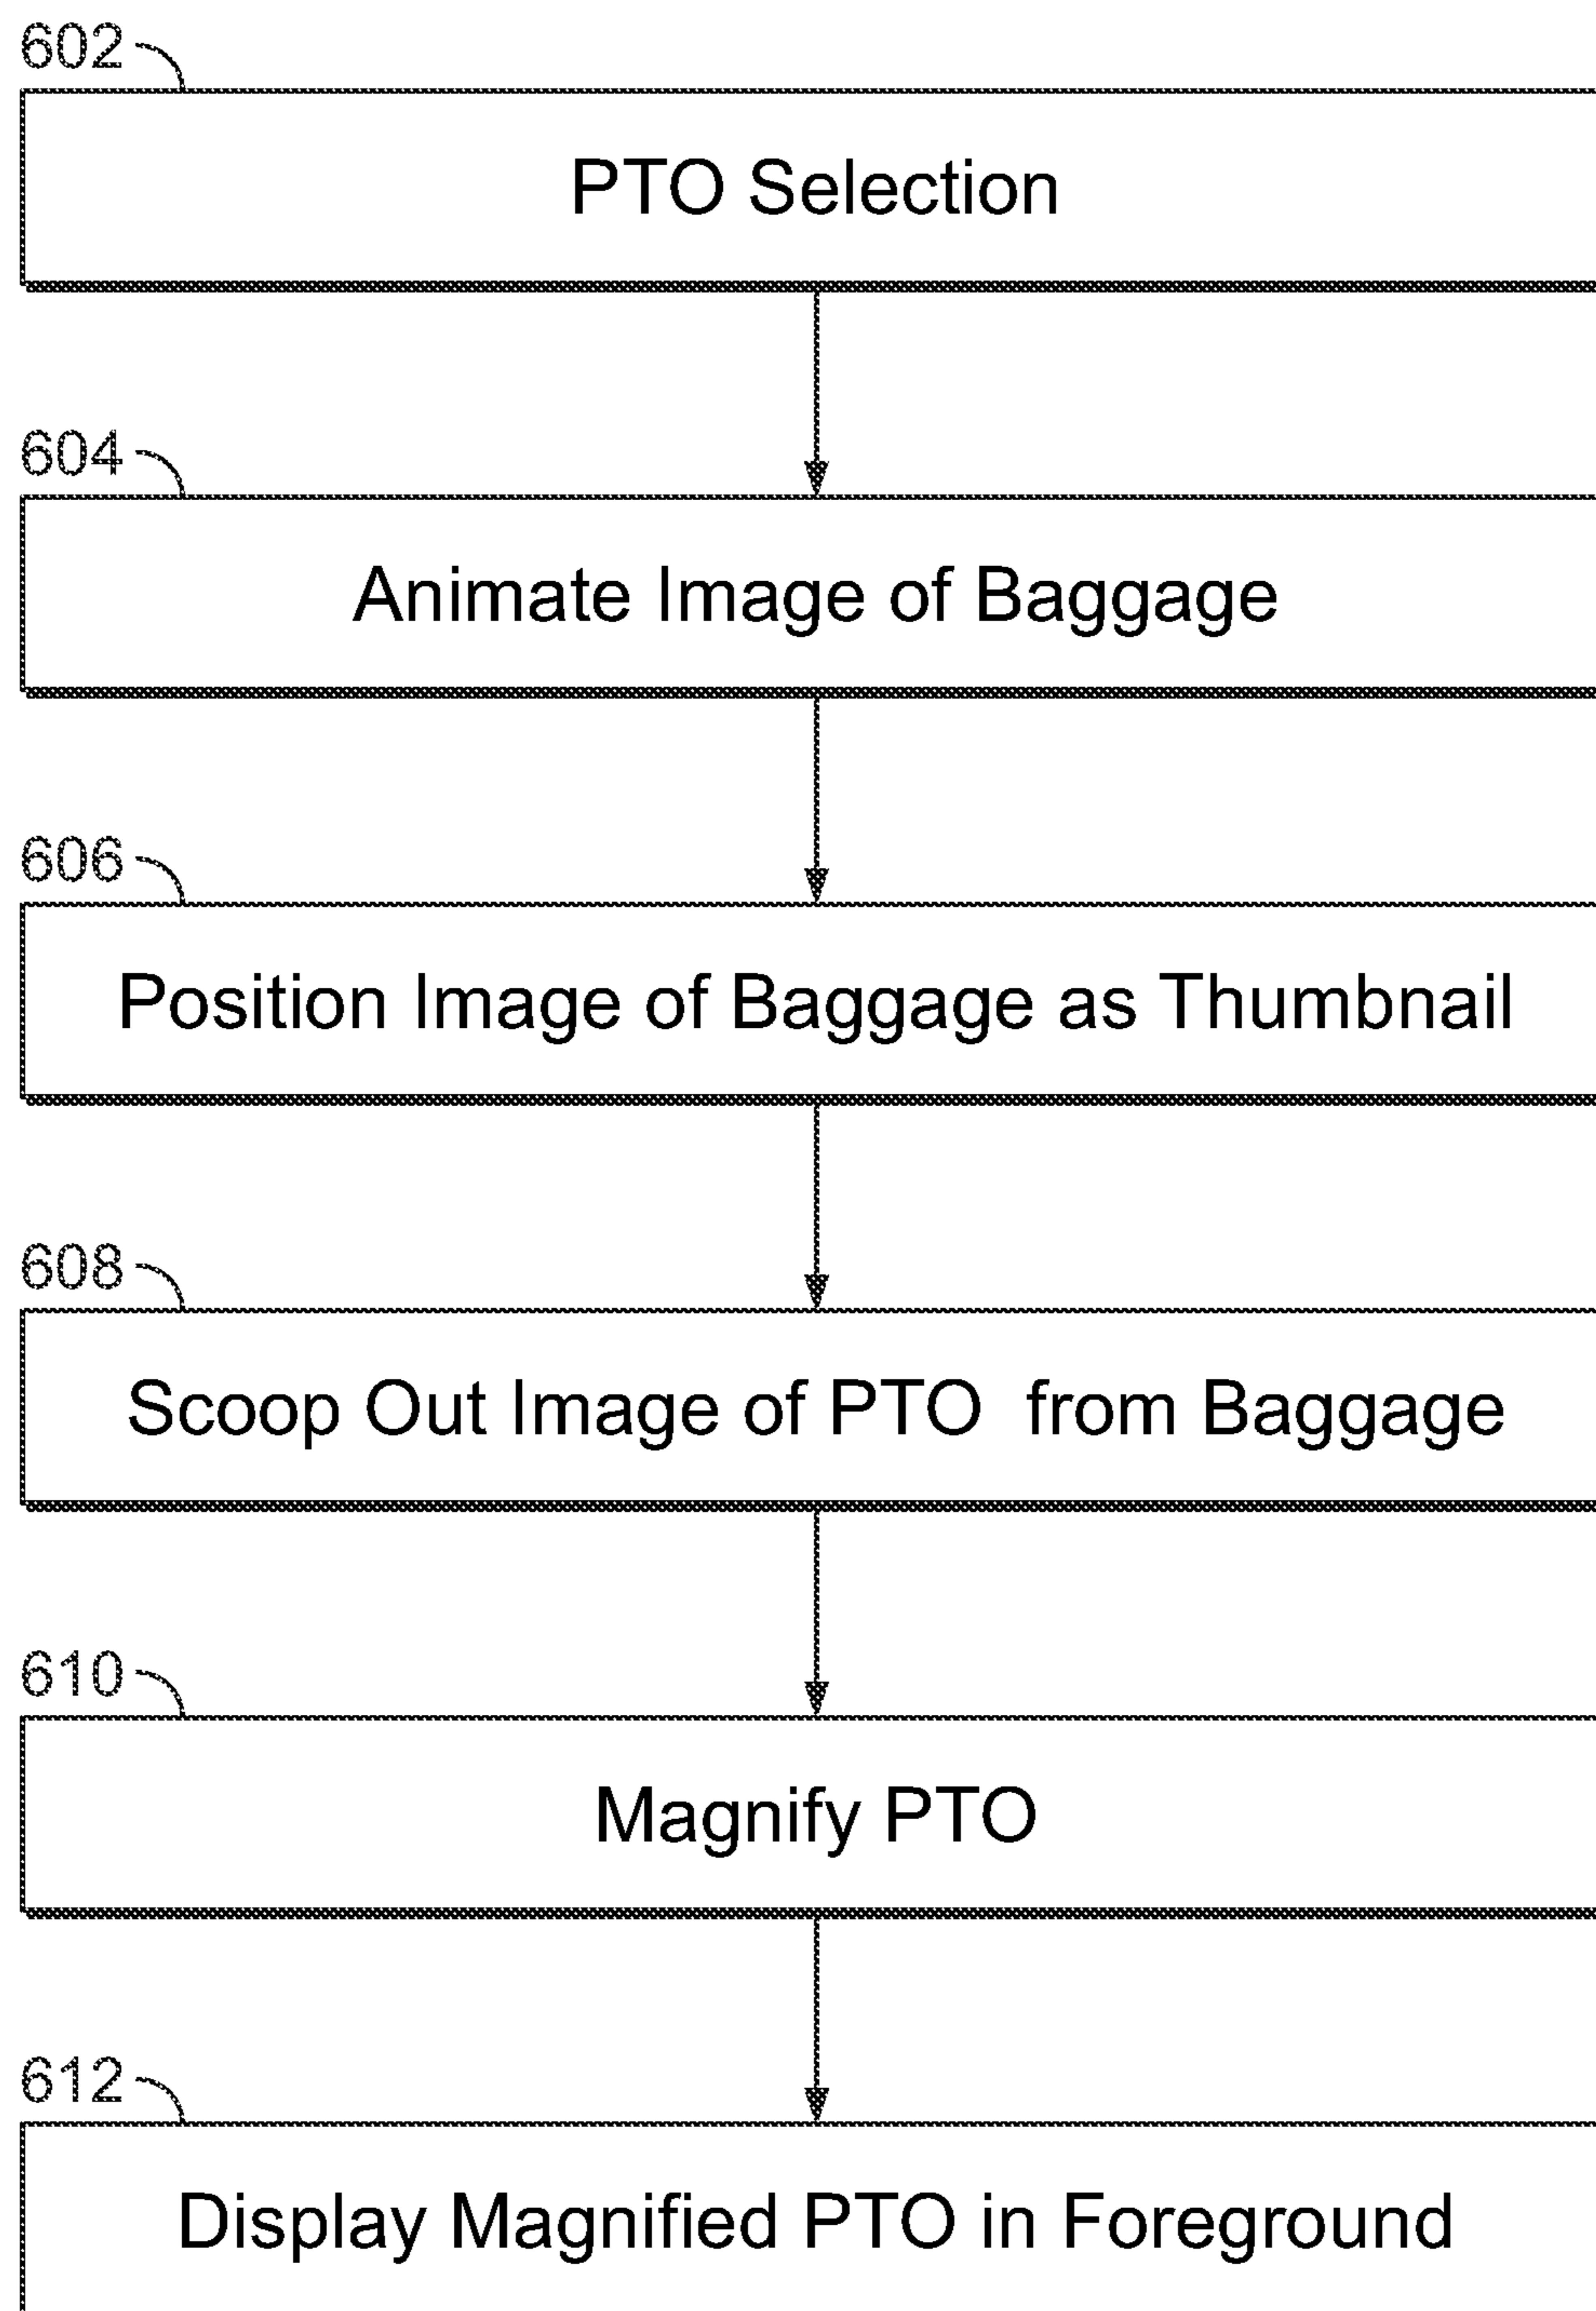 602
PTO Selection
604
Animate Image of Baggage
606
Position Image of Baggage as Thumbnail
608
Scoop Out Image of PTO  from Baggage
610
Magnify PTO
612
Display Magnified PTO in Foreground